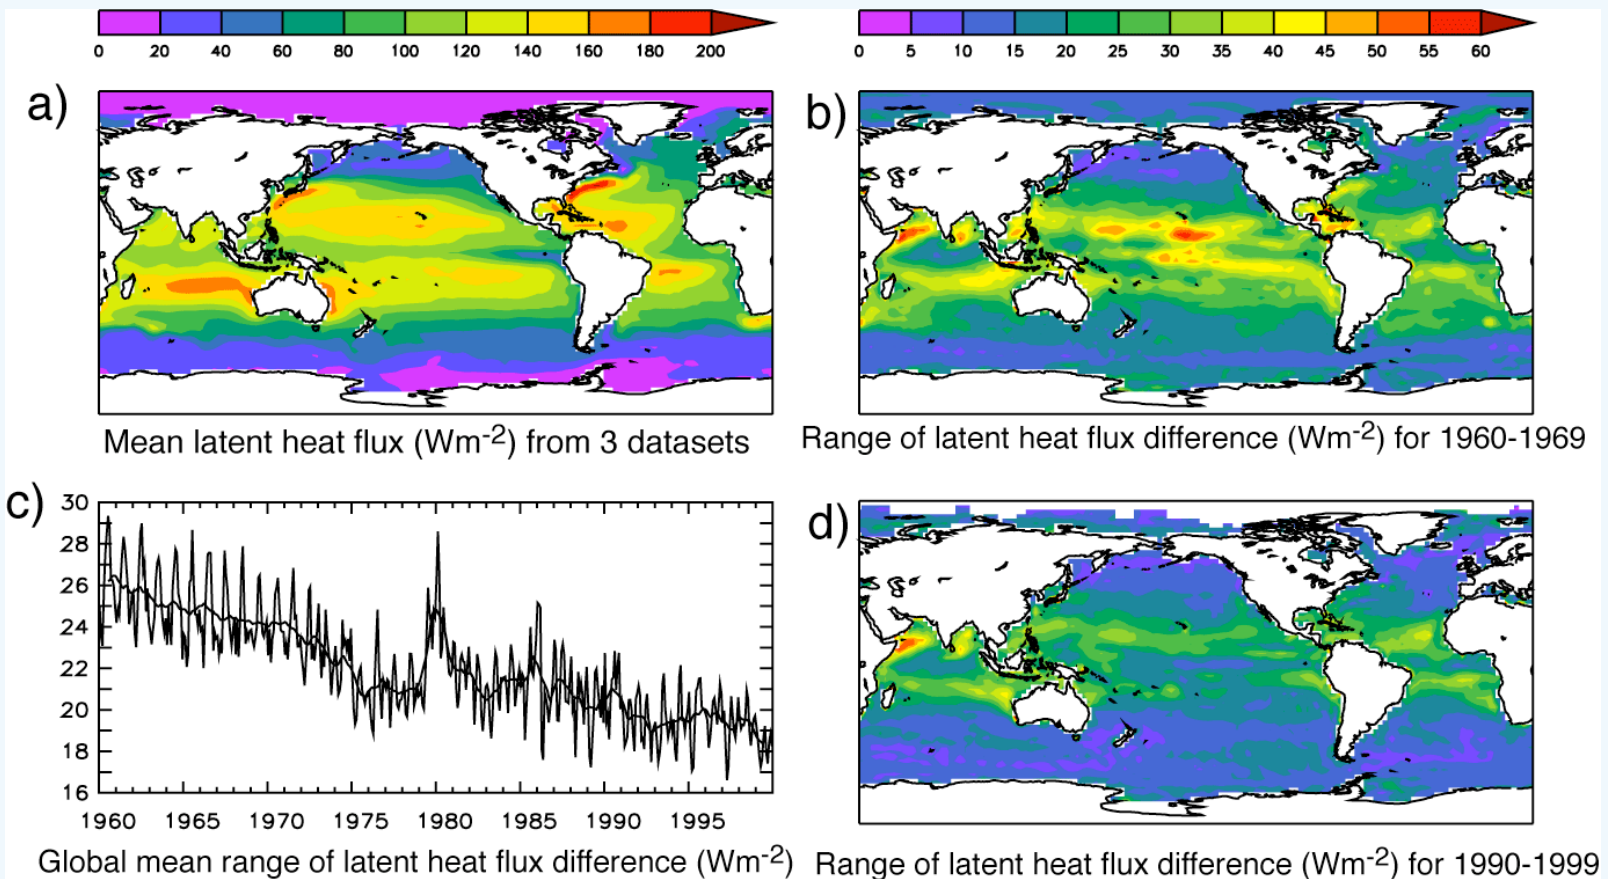 0 20 40 60 80 100 120 140 160 180 200
0 5 10 15 20 25 30 35 40 45 50 55 60
a)
b)
Mean latent heat flux (Wm-2) from 3 datasets
Range of latent heat flux difference (Wm-2) for 1960-1969
c)
30
28
26
24
22
20
18
16
1960 1965 1970 1975 1980 1985 1990 1995
Global mean range of latent heat flux difference (Wm-2)
d)
Range of latent heat flux difference (Wm-2) for 1990-1999